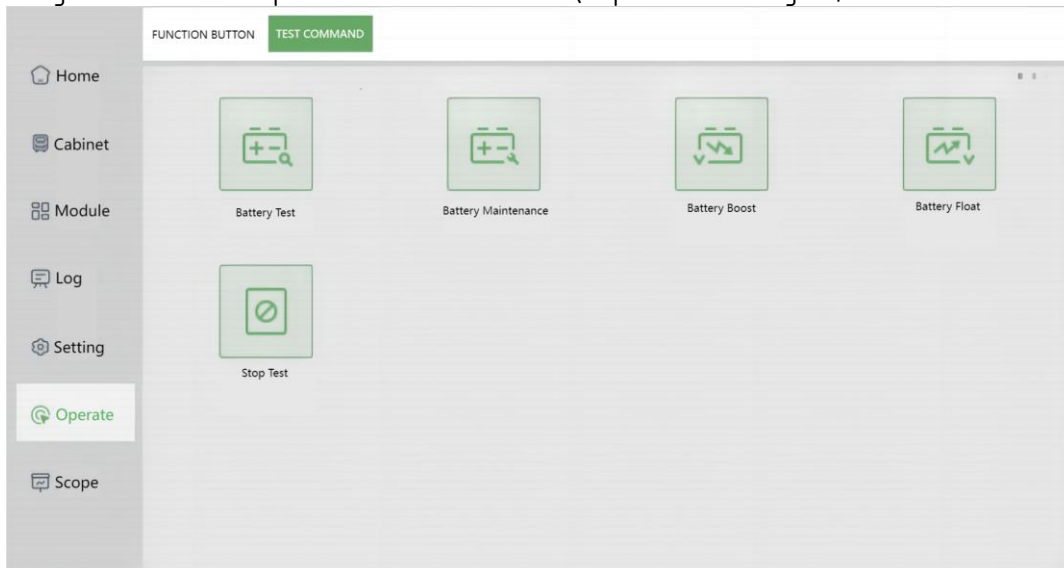 FUNCTION BUTTON TEST COMMAND
Home
Cabinet
Module
Log
Setting
Operate
Scope
Battery Test
Battery Maintenance
Battery Boost
Battery Float
Stop Test